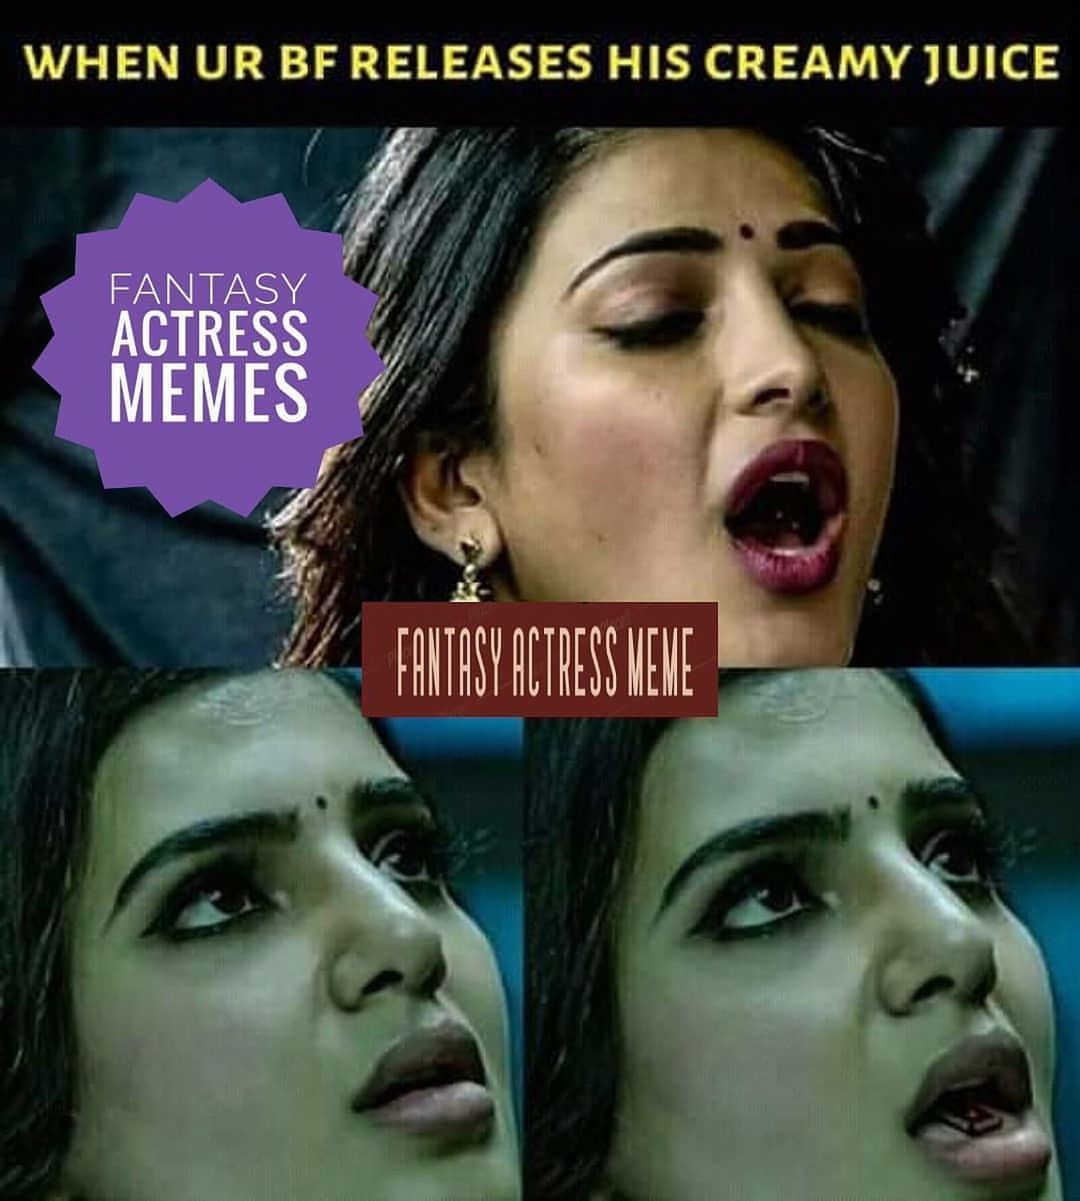 WHEN UR BF RELEASES HIS CREAMY JUICE
FANTASY
ACTRESS
MEMES
FANTASY ACTRESS MEME